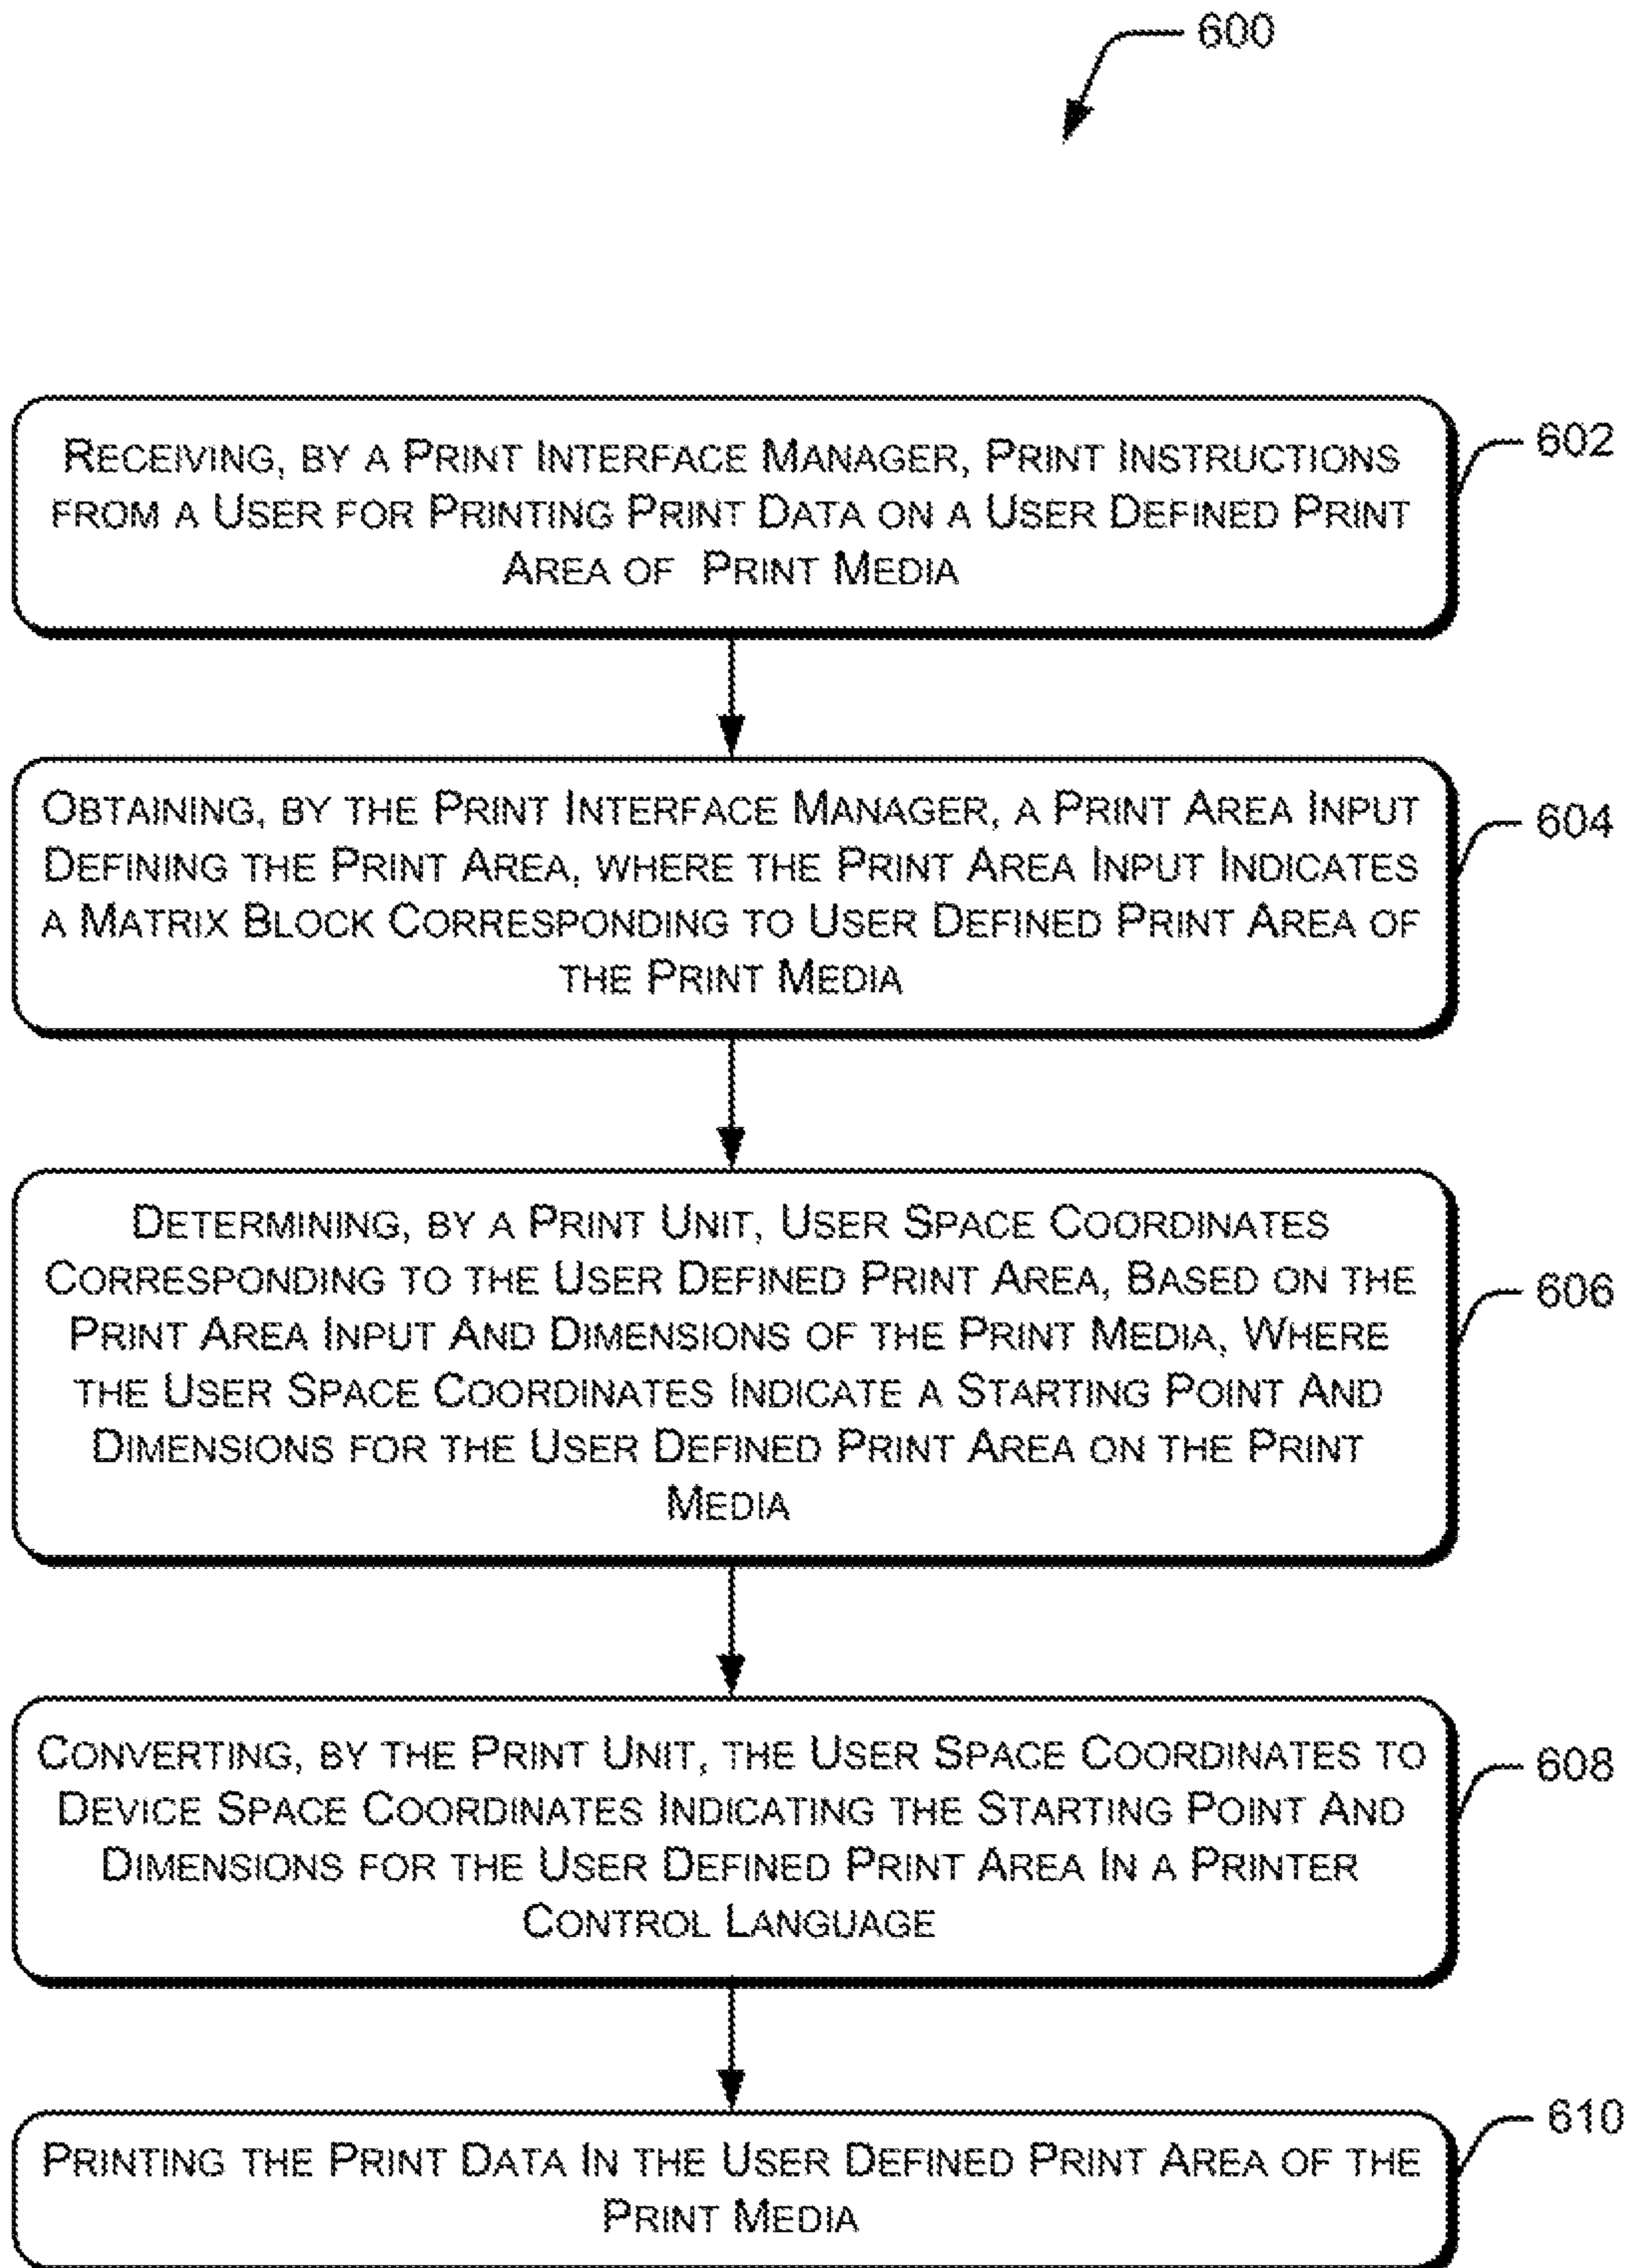 600
RECEIVING, BY A PRINT INTERFACE MANAGER, PRINT INSTRUCTIONS
FROM A USER FOR PRINTING PRINT DATA ON A USER DEFINED PRINT
AREA OF PRINT MEDIA
602
OBTAINING, BY THE PRINT INTERFACE MANAGER, A PRINT AREA INPUT
DEFINING THE PRINT AREA, WHERE THE PRINT AREA INPUT INDICATES
A MATRIX BLOCK CORRESPONDING TO USER DEFINED PRINT AREA OF
THE PRINT MEDIA
604
DETERMINING, BY A PRINT UNIT, USER SPACE COORDINATES
CORRESPONDING TO THE USER DEFINED PRINT AREA, BASED ON THE
PRINT AREA INPUT AND DIMENSIONS OF THE PRINT MEDIA, WHERE
THE USER SPACE COORDINATES INDICATE A STARTING POINT AND
DIMENSIONS FOR THE USER DEFINED PRINT AREA ON THE PRINT
MEDIA
606
CONVERTING, BY THE PRINT UNIT, THE USER SPACE COORDINATES TO
DEVICE SPACE COORDINATES INDICATING THE STARTING POINT AND
DIMENSIONS FOR THE USER DEFINED PRINT AREA IN A PRINTER
CONTROL LANGUAGE
608
PRINTING THE PRINT DATA IN THE USER DEFINED PRINT AREA OF THE
PRINT MEDIA
610